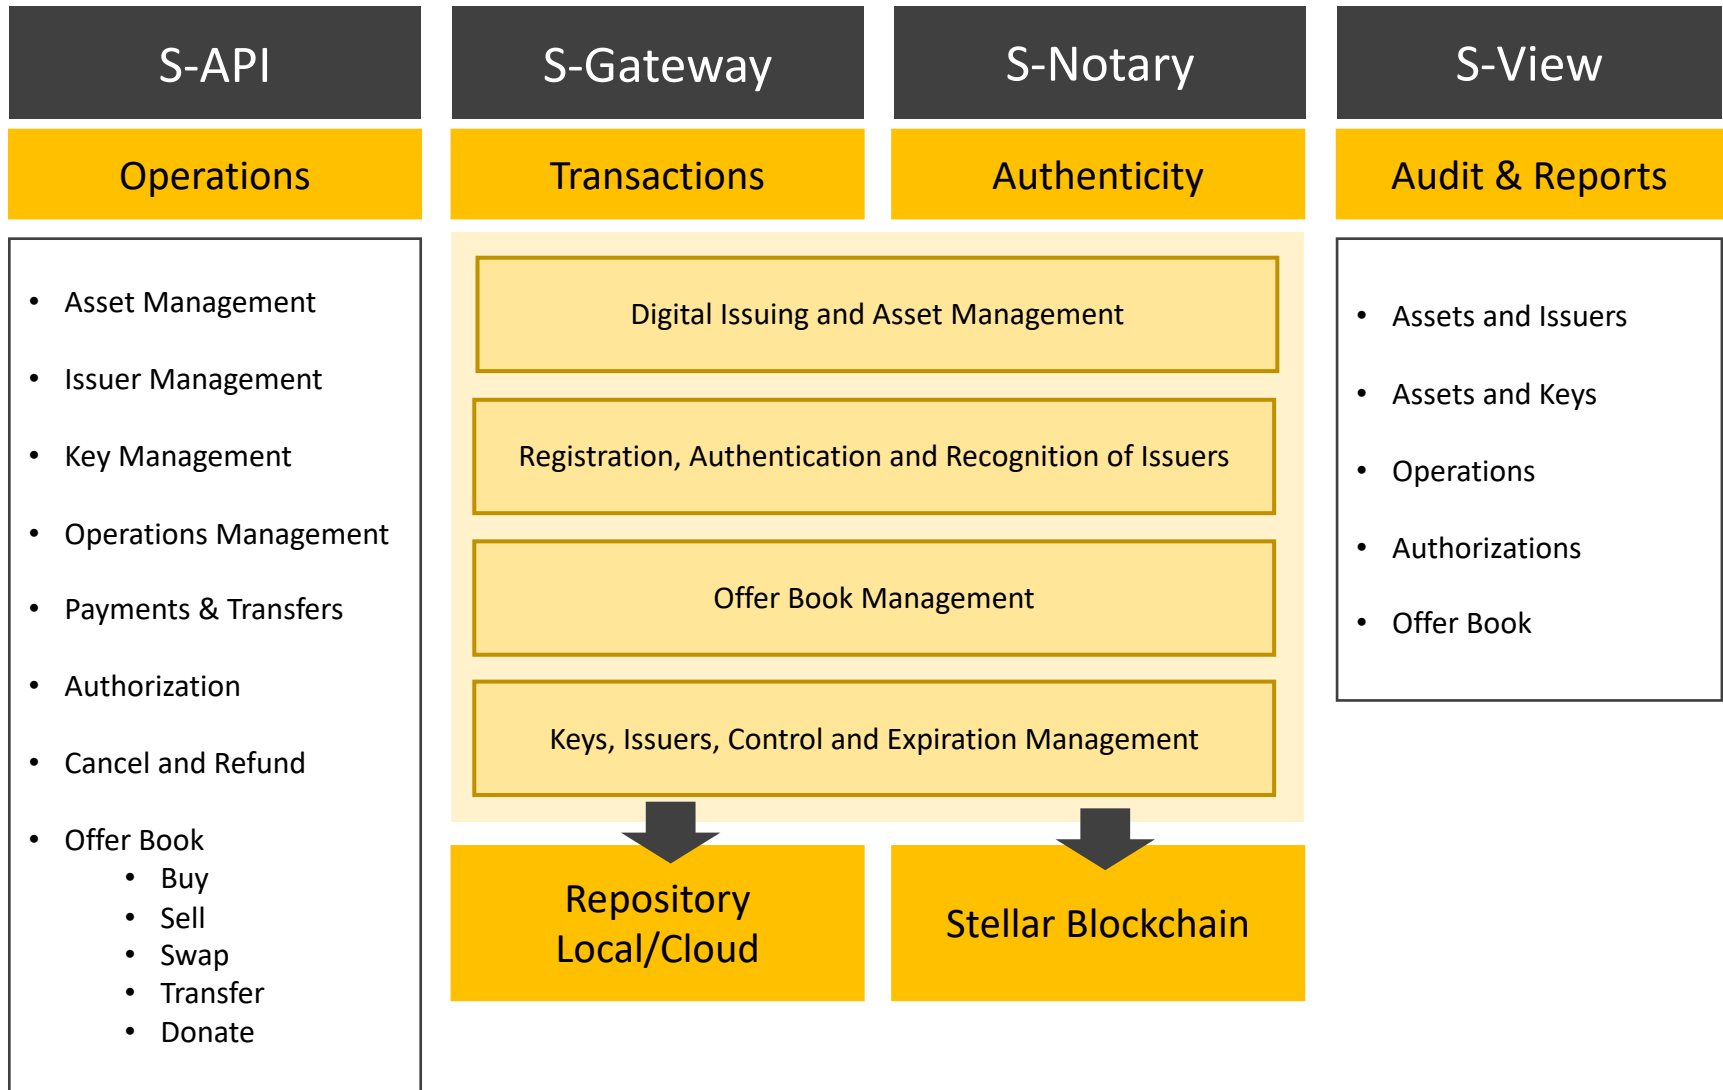 S-API
S-Gateway
S-Notary
S-View
Operations
Transactions
Authenticity
Audit & Reports
• Asset Management
• Issuer Management
• Key Management
• Operations Management
• Payments & Transfers
• Authorization
• Cancel and Refund
• Offer Book
• Buy
• Sell
• Swap
• Transfer
• Donate
Digital Issuing and Asset Management
Registration, Authentication and Recognition of Issuers
Offer Book Management
Keys, Issuers, Control and Expiration Management
Repository
Local/Cloud
Stellar Blockchain
• Assets and Issuers
• Assets and Keys
• Operations
• Authorizations
• Offer Book